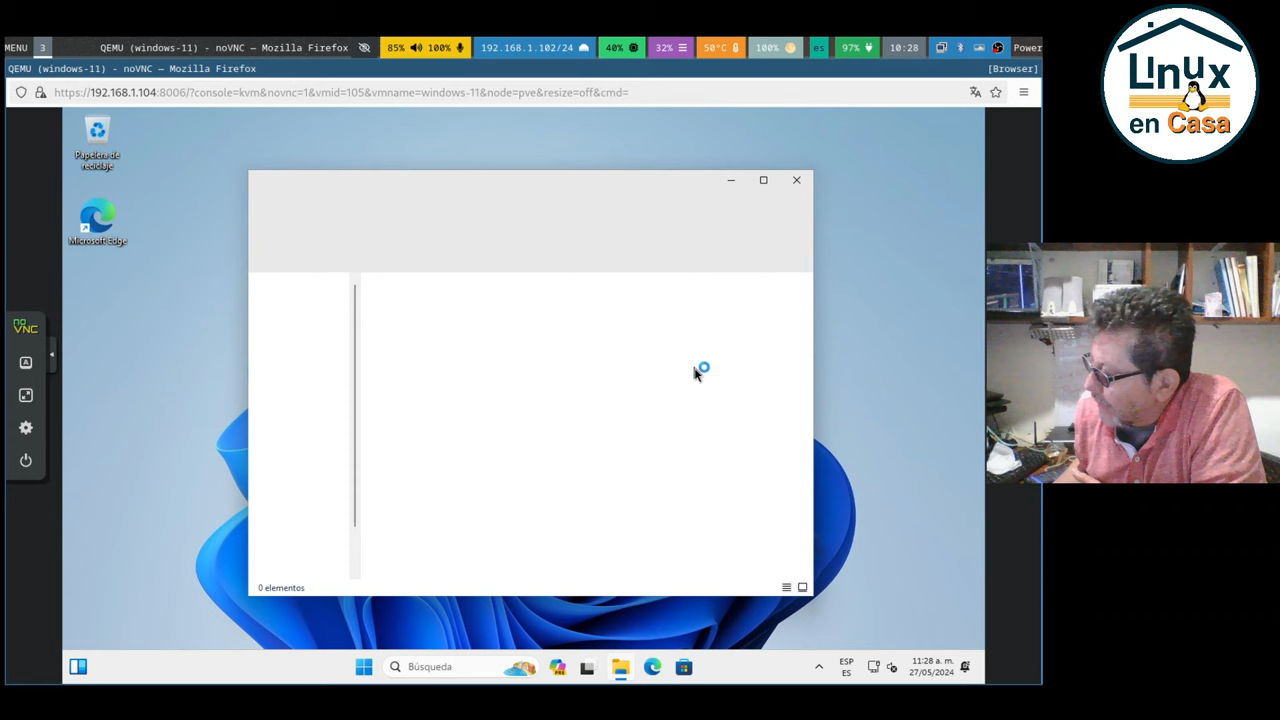 MENU 3 QEMU (windows-11) – noVNC — Mozilla Firefox 85% 100% 192.168.1.102/24 40% 32% 50°C 100% es 97% 10:28 Power
QEMU (windows-11) – noVNC — Mozilla Firefox [Browser]
https://192.168.1.104:8006/?console=kvm&novnc=1&vmid=105&vmname=windows-11&node=pve&resize=off&cmd=
Linux
en Casa
Papelera de
reciclaje
Microsoft Edge
no
VNC
A
0 elementos
Búsqueda
PRE
ESP
ES
11:28 a. m.
27/05/2024